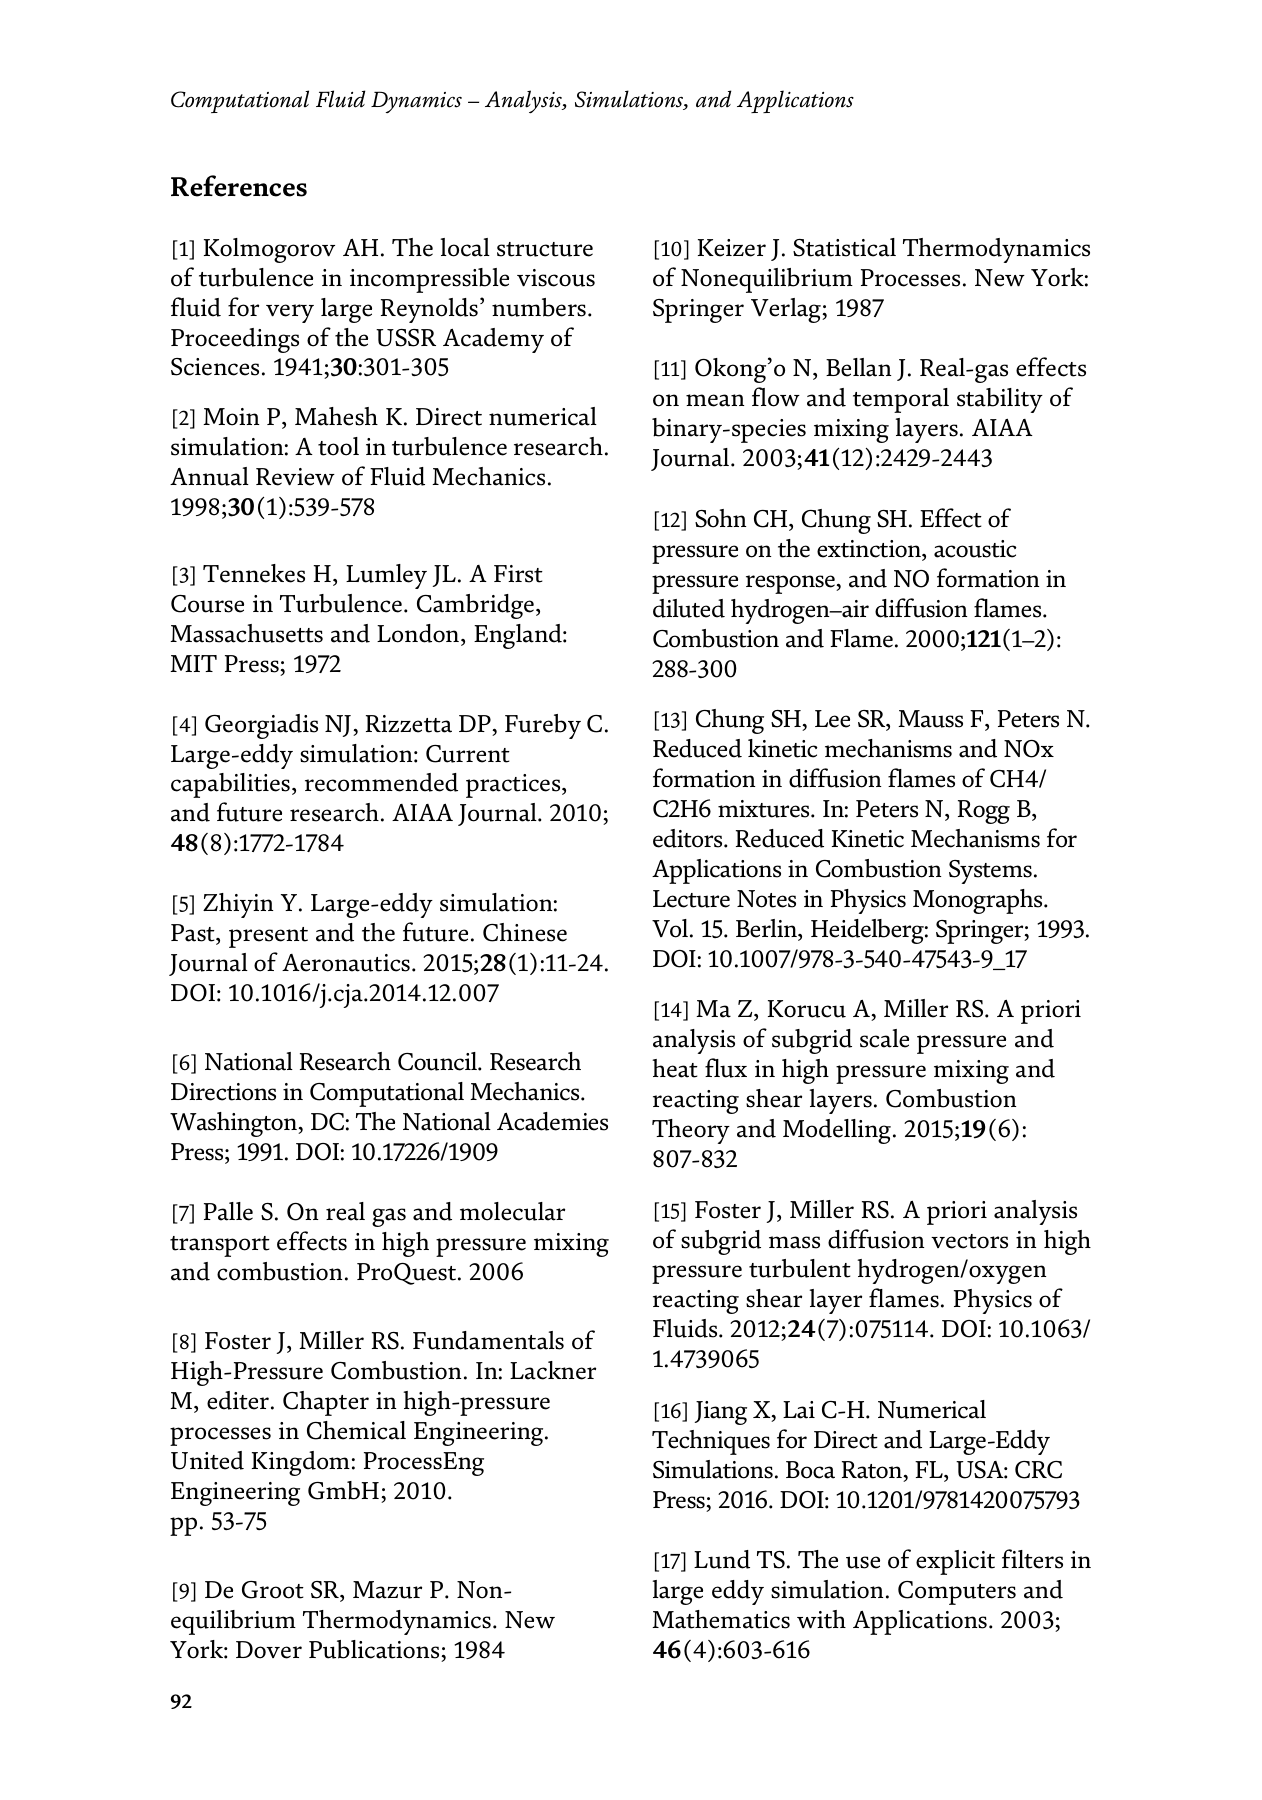 Computational Fluid Dynamics – Analysis, Simulations, and Applications
References
[1] Kolmogorov AH. The local structure
of turbulence in incompressible viscous
fluid for very large Reynolds’ numbers.
Proceedings of the USSR Academy of
Sciences. 1941;30:301-305
[2] Moin P, Mahesh K. Direct numerical
simulation: A tool in turbulence research.
Annual Review of Fluid Mechanics.
1998;30(1):539-578
[3] Tennekes H, Lumley JL. A First
Course in Turbulence. Cambridge,
Massachusetts and London, England:
MIT Press; 1972
[4] Georgiadis NJ, Rizzetta DP, Fureby C.
Large-eddy simulation: Current
capabilities, recommended practices,
and future research. AIAA Journal. 2010;
48(8):1772-1784
[5] Zhiyin Y. Large-eddy simulation:
Past, present and the future. Chinese
Journal of Aeronautics. 2015;28(1):11-24.
DOI: 10.1016/j.cja.2014.12.007
[6] National Research Council. Research
Directions in Computational Mechanics.
Washington, DC: The National Academies
Press; 1991. DOI: 10.17226/1909
[7] Palle S. On real gas and molecular
transport effects in high pressure mixing
and combustion. ProQuest. 2006
[8] Foster J, Miller RS. Fundamentals of
High-Pressure Combustion. In: Lackner
M, editer. Chapter in high-pressure
processes in Chemical Engineering.
United Kingdom: ProcessEng
Engineering GmbH; 2010.
pp. 53-75
[9] De Groot SR, Mazur P. Non-
equilibrium Thermodynamics. New
York: Dover Publications; 1984
[10] Keizer J. Statistical Thermodynamics
of Nonequilibrium Processes. New York:
Springer Verlag; 1987
[11] Okong’o N, Bellan J. Real-gas effects
on mean flow and temporal stability of
binary-species mixing layers. AIAA
Journal. 2003;41(12):2429-2443
[12] Sohn CH, Chung SH. Effect of
pressure on the extinction, acoustic
pressure response, and NO formation in
diluted hydrogen–air diffusion flames.
Combustion and Flame. 2000;121(1–2):
288-300
[13] Chung SH, Lee SR, Mauss F, Peters N.
Reduced kinetic mechanisms and NOx
formation in diffusion flames of CH4/
C2H6 mixtures. In: Peters N, Rogg B,
editors. Reduced Kinetic Mechanisms for
Applications in Combustion Systems.
Lecture Notes in Physics Monographs.
Vol. 15. Berlin, Heidelberg: Springer; 1993.
DOI: 10.1007/978-3-540-47543-9_17
[14] Ma Z, Korucu A, Miller RS. A priori
analysis of subgrid scale pressure and
heat flux in high pressure mixing and
reacting shear layers. Combustion
Theory and Modelling. 2015;19(6):
807-832
[15] Foster J, Miller RS. A priori analysis
of subgrid mass diffusion vectors in high
pressure turbulent hydrogen/oxygen
reacting shear layer flames. Physics of
Fluids. 2012;24(7):075114. DOI: 10.1063/
1.4739065
[16] Jiang X, Lai C-H. Numerical
Techniques for Direct and Large-Eddy
Simulations. Boca Raton, FL, USA: CRC
Press; 2016. DOI: 10.1201/9781420075793
[17] Lund TS. The use of explicit filters in
large eddy simulation. Computers and
Mathematics with Applications. 2003;
46(4):603-616
92